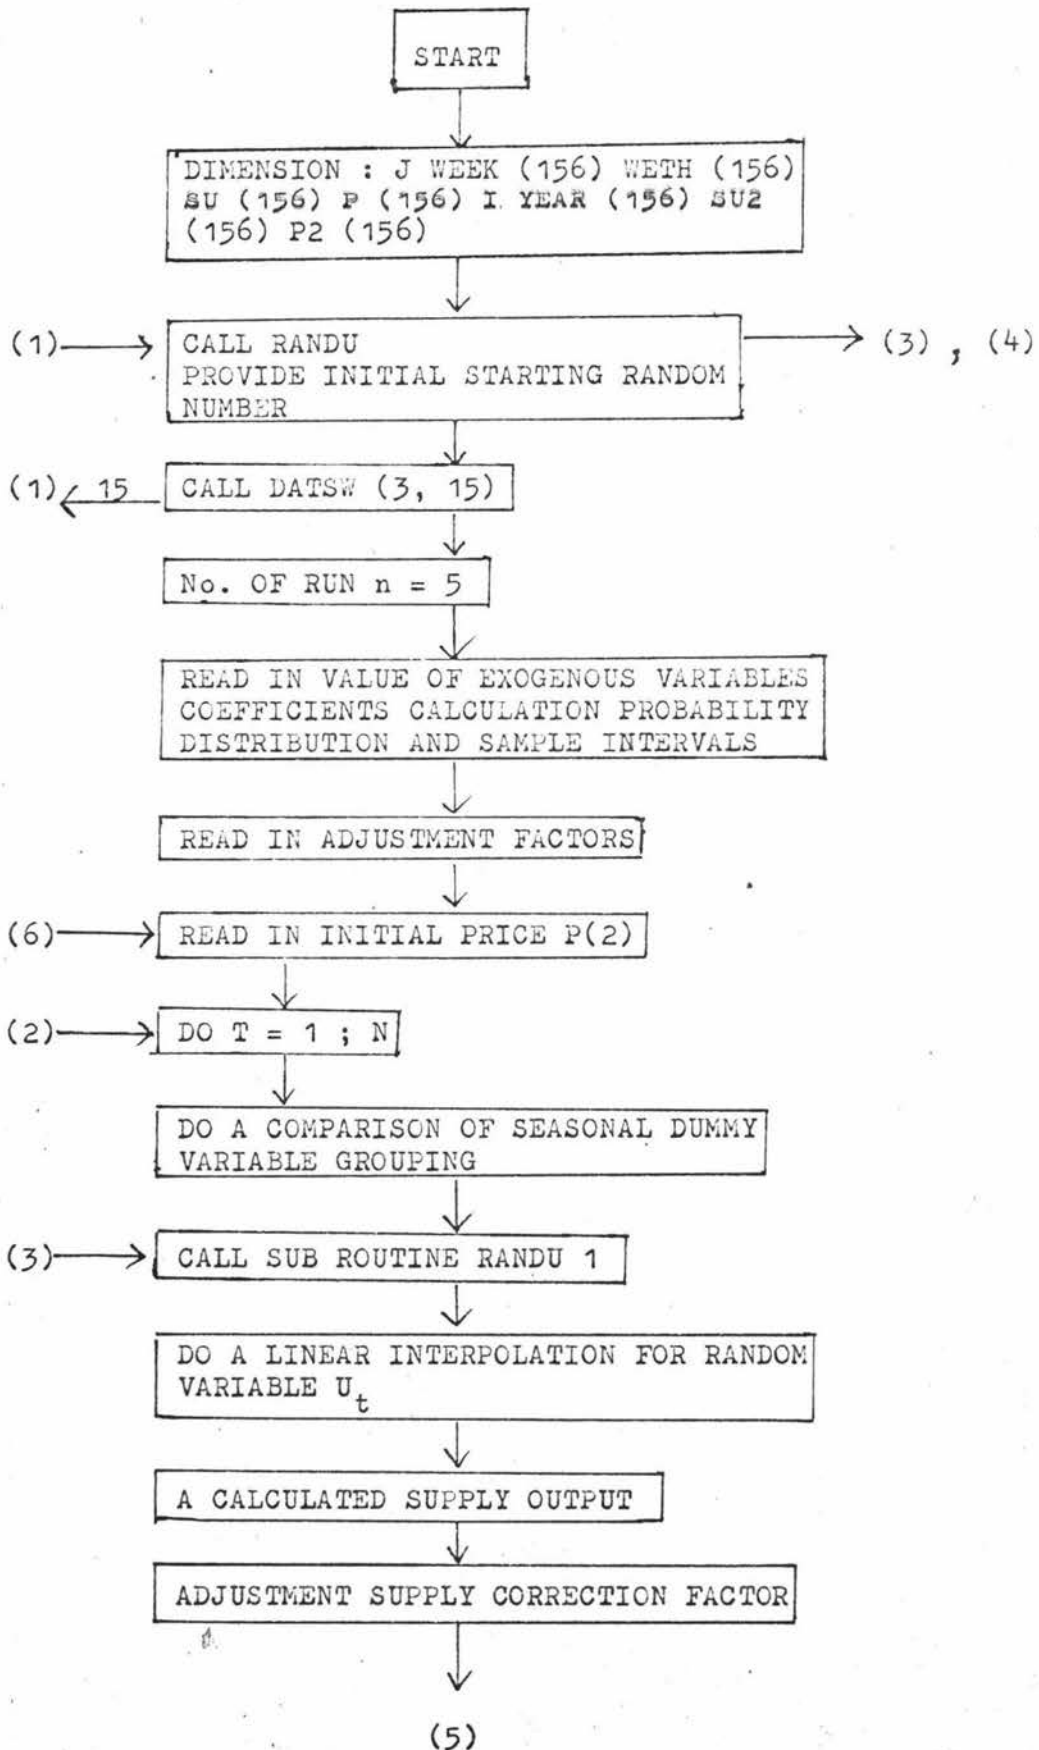 START
DIMENSION : J WEEK (156) WETH (156)
SU (156) P (156) I. YEAR (156) SU2
(156) P2 (156)
(1) CALL RANDU (3) , (4)
PROVIDE INITIAL STARTING RANDOM
NUMBER
(1) 15 CALL DATSW (3, 15)
No. OF RUN n = 5
READ IN VALUE OF EXOGENOUS VARIABLES
COEFFICIENTS CALCULATION PROBABILITY
DISTRIBUTION AND SAMPLE INTERVALS
READ IN ADJUSTMENT FACTORS
(6) READ IN INITIAL PRICE P(2)
(2) DO T = 1 ; N
DO A COMPARISON OF SEASONAL DUMMY
VARIABLE GROUPING
(3) CALL SUB ROUTINE RANDU 1
DO A LINEAR INTERPOLATION FOR RANDOM
VARIABLE U_t
A CALCULATED SUPPLY OUTPUT
ADJUSTMENT SUPPLY CORRECTION FACTOR
(5)